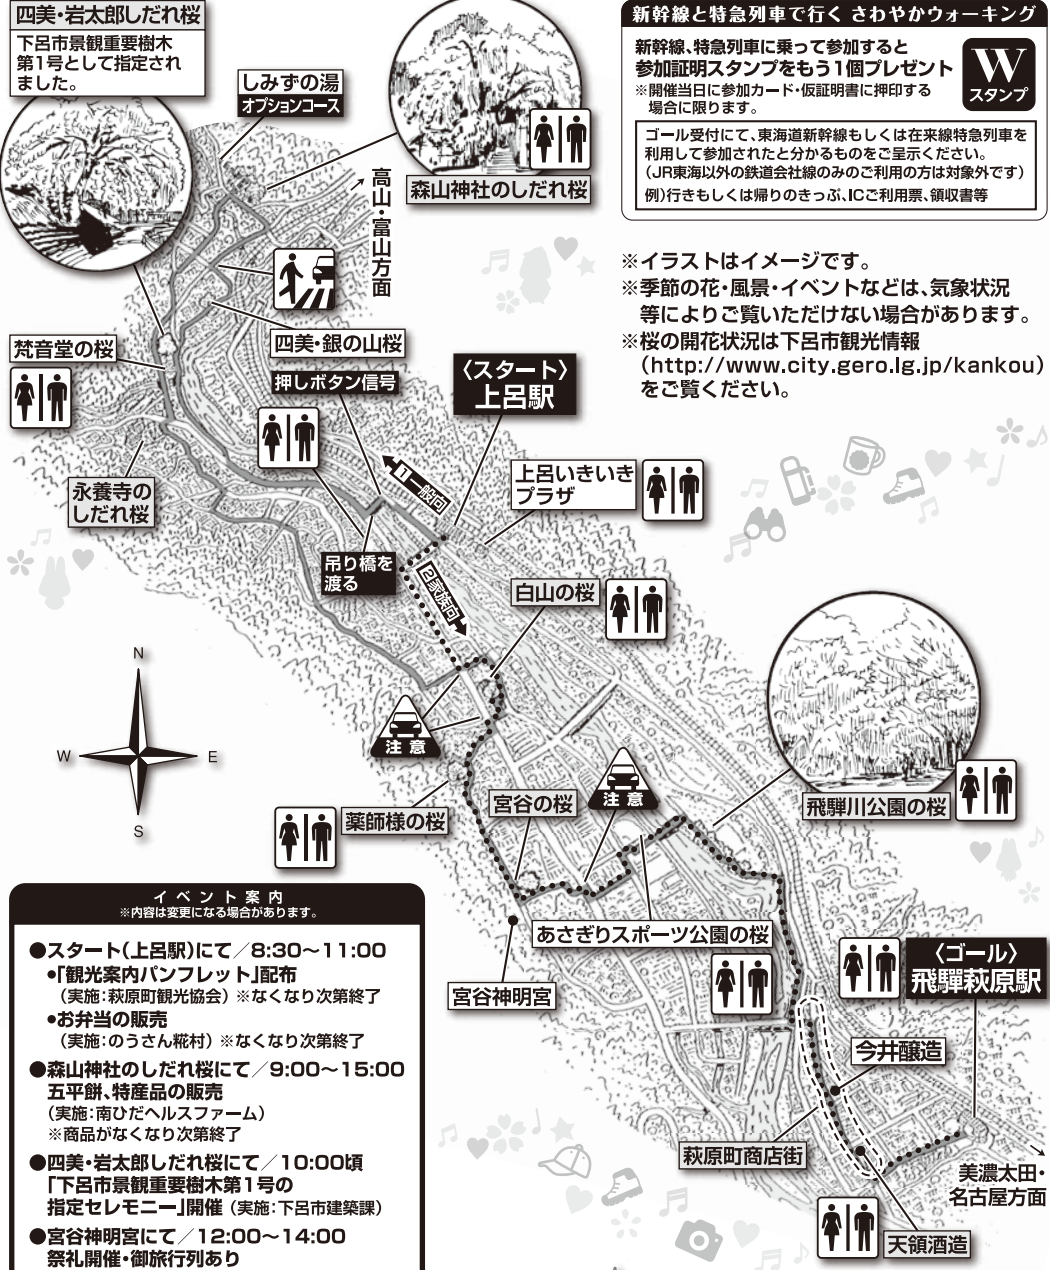 四美・岩太郎しだれ桜
下呂市景観重要樹木
第1号として指定され
ました。
しみずの湯
オプションコース
森山神社のしだれ桜
高山・富山方面
新幹線と特急列車で行く さわやかウォーキング
新幹線、特急列車に乗って参加すると
参加証明スタンプをもう1個プレゼント
※開催当日に参加カード・仮証明書に押印する
場合に限ります。
W
スタンプ
ゴール受付にて、東海道新幹線もしくは在来線特急列車を
利用して参加されたと分かるものをご呈示ください。
(JR東海以外の鉄道会社線のみのご利用の方は対象外です)
例)行きもしくは帰りのきっぷ、ICご利用票、領収書等
※イラストはイメージです。
※季節の花・風景・イベントなどは、気象状況
等によりご覧いただけない場合があります。
※桜の開花状況は下呂市観光情報
(http://www.city.gero.lg.jp/kankou)
をご覧ください。
梵音堂の桜
四美・銀の山桜
押しボタン信号
〈スタート〉
上呂駅
永養寺の
しだれ桜
1 一般向
上呂いきいき
プラザ
吊り橋を
渡る
2 家族向
白山の桜
N
W
E
S
注意
薬師様の桜
宮谷の桜
注意
飛騨川公園の桜
あさぎりスポーツ公園の桜
宮谷神明宮
〈ゴール〉
飛騨萩原駅
今井醸造
萩原町商店街
美濃太田・
名古屋方面
天領酒造
イベント案内
※内容は変更になる場合があります。
●スタート(上呂駅)にて/8:30〜11:00
•「観光案内パンフレット」配布
(実施:萩原町観光協会) ※なくなり次第終了
•お弁当の販売
(実施:のうさん糀村) ※なくなり次第終了
●森山神社のしだれ桜にて/9:00〜15:00
五平餅、特産品の販売
(実施:南ひだヘルスファーム)
※商品がなくなり次第終了
●四美・岩太郎しだれ桜にて/10:00頃
「下呂市景観重要樹木第1号の
指定セレモニー」開催 (実施:下呂市建築課)
●宮谷神明宮にて/12:00〜14:00
祭礼開催・御旅行列あり